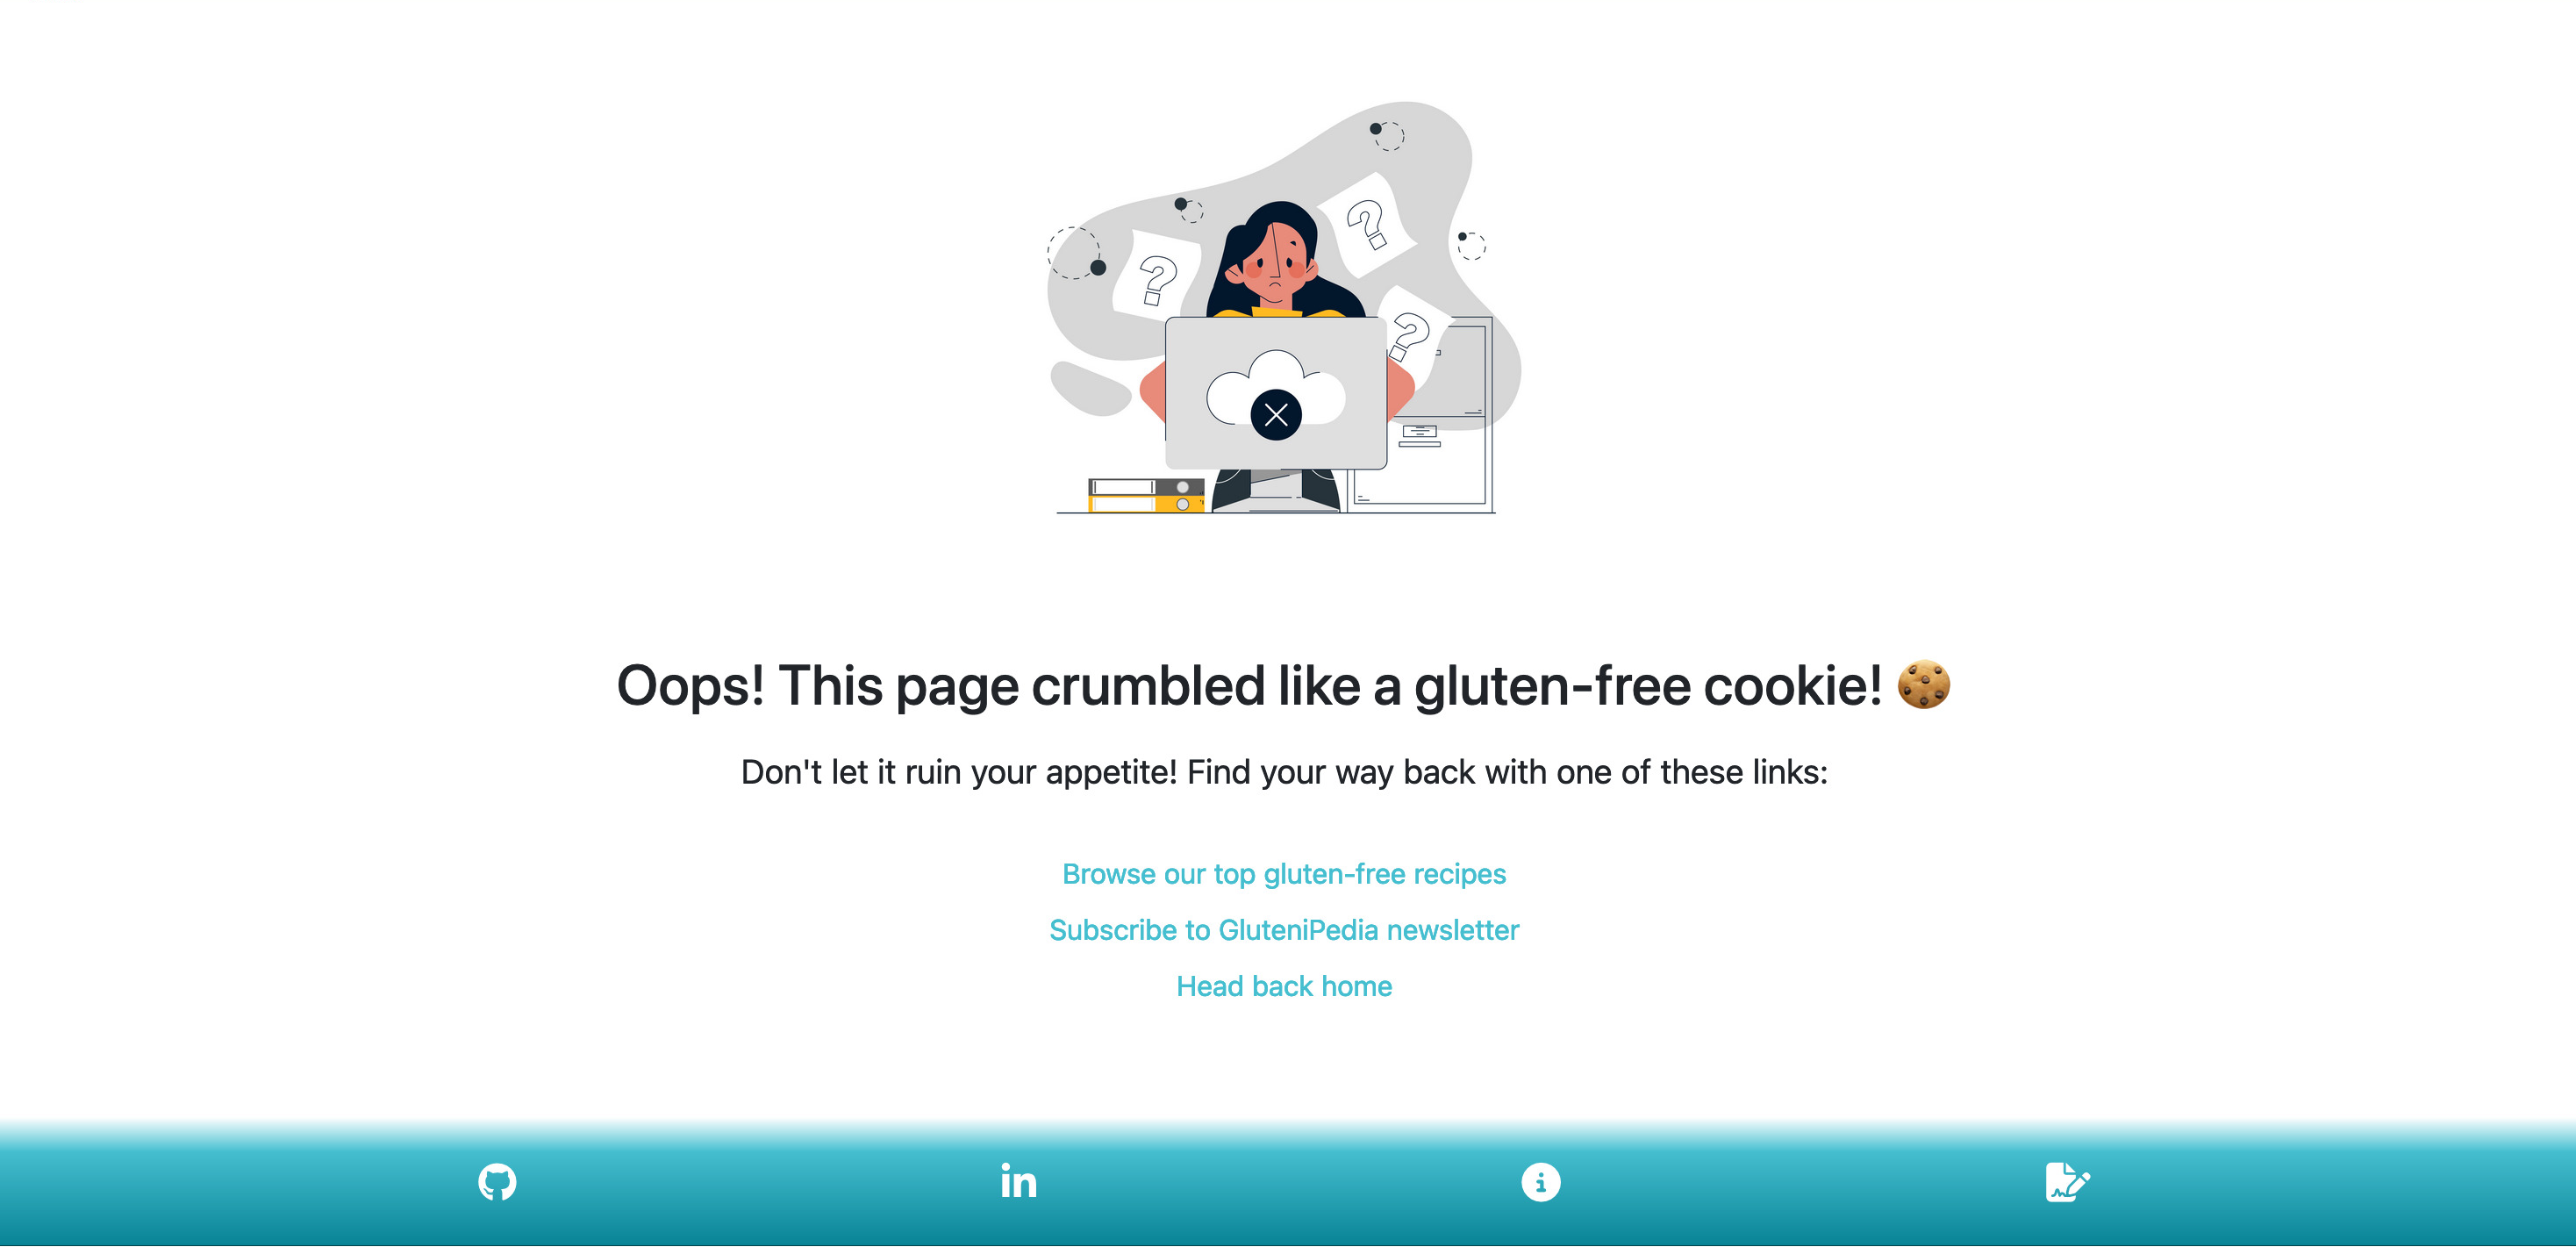 ?
?
?
Oops! This page crumbled like a gluten-free cookie! 🍪
Don't let it ruin your appetite! Find your way back with one of these links:
Browse our top gluten-free recipes
Subscribe to GluteniPedia newsletter
Head back home
in